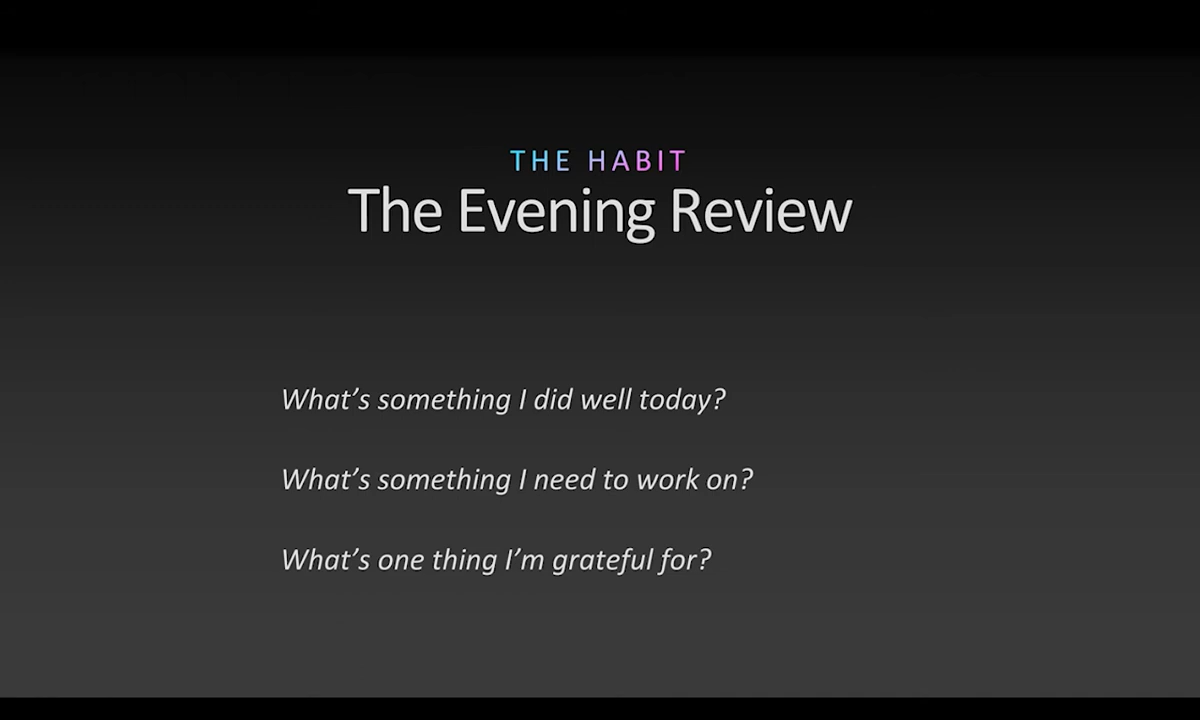 THE HABIT
The Evening Review
What’s something I did well today?
What’s something I need to work on?
What’s one thing I’m grateful for?